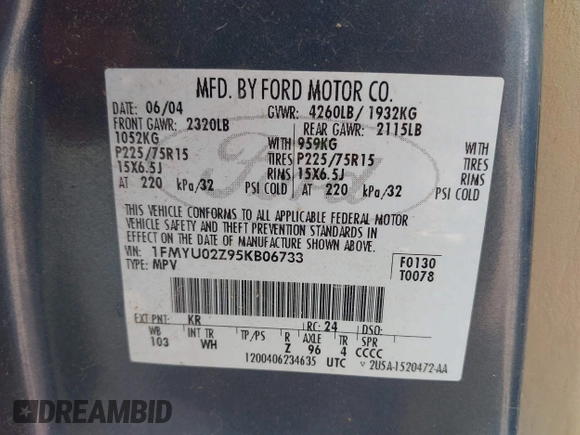 MFD. BY FORD MOTOR CO.
DATE: 06/04 GVWR: 4260LB / 1932KG
FRONT GAWR: 2320LB REAR GAWR: 2115LB
1052KG WITH 959KG WITH
P225/75R15 TIRES P225/75R15 TIRES
15X6.5J RIMS 15X6.5J RIMS
AT 220 kPa/32 PSI COLD AT 220 kPa/32 PSI COLD
THIS VEHICLE CONFORMS TO ALL APPLICABLE FEDERAL MOTOR
VEHICLE SAFETY AND THEFT PREVENTION STANDARDS IN
EFFECT ON THE DATE OF MANUFACTURE SHOWN ABOVE.
VIN: 1FMYU02Z95KB06733 F0130
TYPE: MPV T0078
EXT PNT: KR RC: 24 DSO:
WB INT TR TP/PS R AXLE TR SPR
103 WH Z 96 4 CCCC
1200406234635 UTC V 2U5A-1520472-AA
Ford
DREAMBID